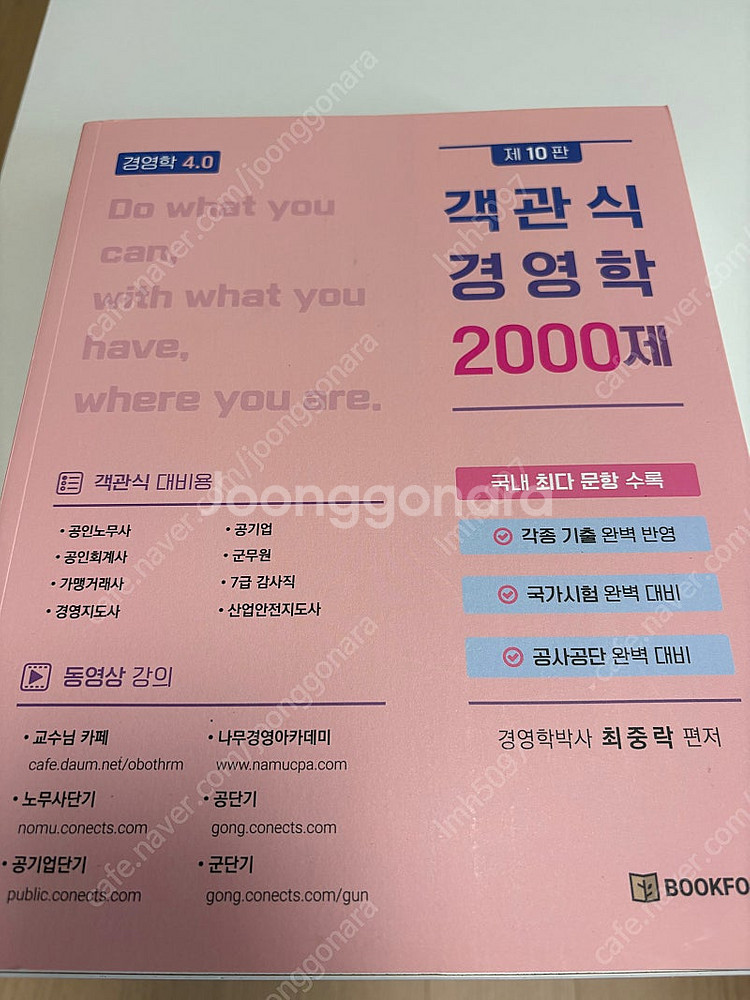 경영학 4.0
Do what you
can,
with what you
have,
where you are.
제 10 판
객관식
경영학
2000제
객관식 대비용
• 공인노무사
• 공인회계사
• 가맹거래사
• 경영지도사
• 공기업
• 군무원
• 7급 감사직
• 산업안전지도사
국내 최다 문항 수록
각종 기출 완벽 반영
국가시험 완벽 대비
공사공단 완벽 대비
동영상 강의
• 교수님 카페
cafe.daum.net/obothrm
• 노무사단기
nomu.conects.com
• 공기업단기
public.conects.com
• 나무경영아카데미
www.namucpa.com
• 공단기
gong.conects.com
• 군단기
gong.conects.com/gun
경영학박사 최중락 편저
BOOKFO
Joonggonara
cafe.naver.com/joonggonara
lmh5097